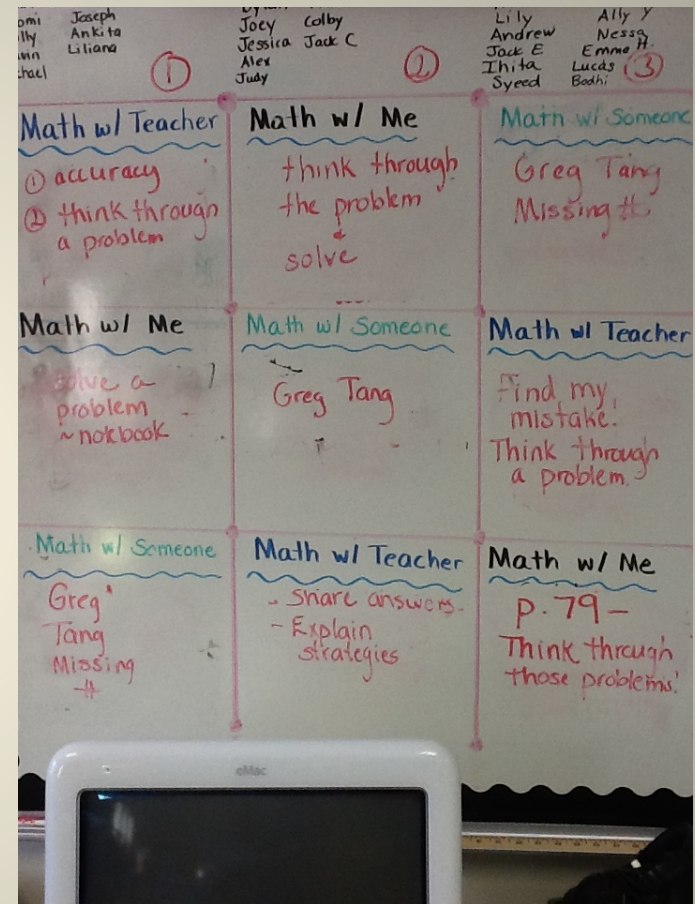 Joseph
Ankita
Liliana
1
Joey Colby
Jessica Jack C
Alex
Judy
2
Lily Ally Y
Andrew Nessa
Jack E Emma H.
Ihita Lucas
Syeed Bodhi
3
Math w/ Teacher
1 accuracy
2 think through
a problem
Math w/ Me
think through
the problem
&
solve
Math w/ Someone
Greg Tang
Missing #
Math w/ Me
solve a
problem
~ notebook
Math w/ Someone
Greg Tang
Math w/ Teacher
Find my
mistake.
Think through
a problem.
Math w/ Someone
Greg
Tang
Missing
#
Math w/ Teacher
- Share answers.
- Explain
strategies
Math w/ Me
p. 79-
Think through
those problems!
eMac